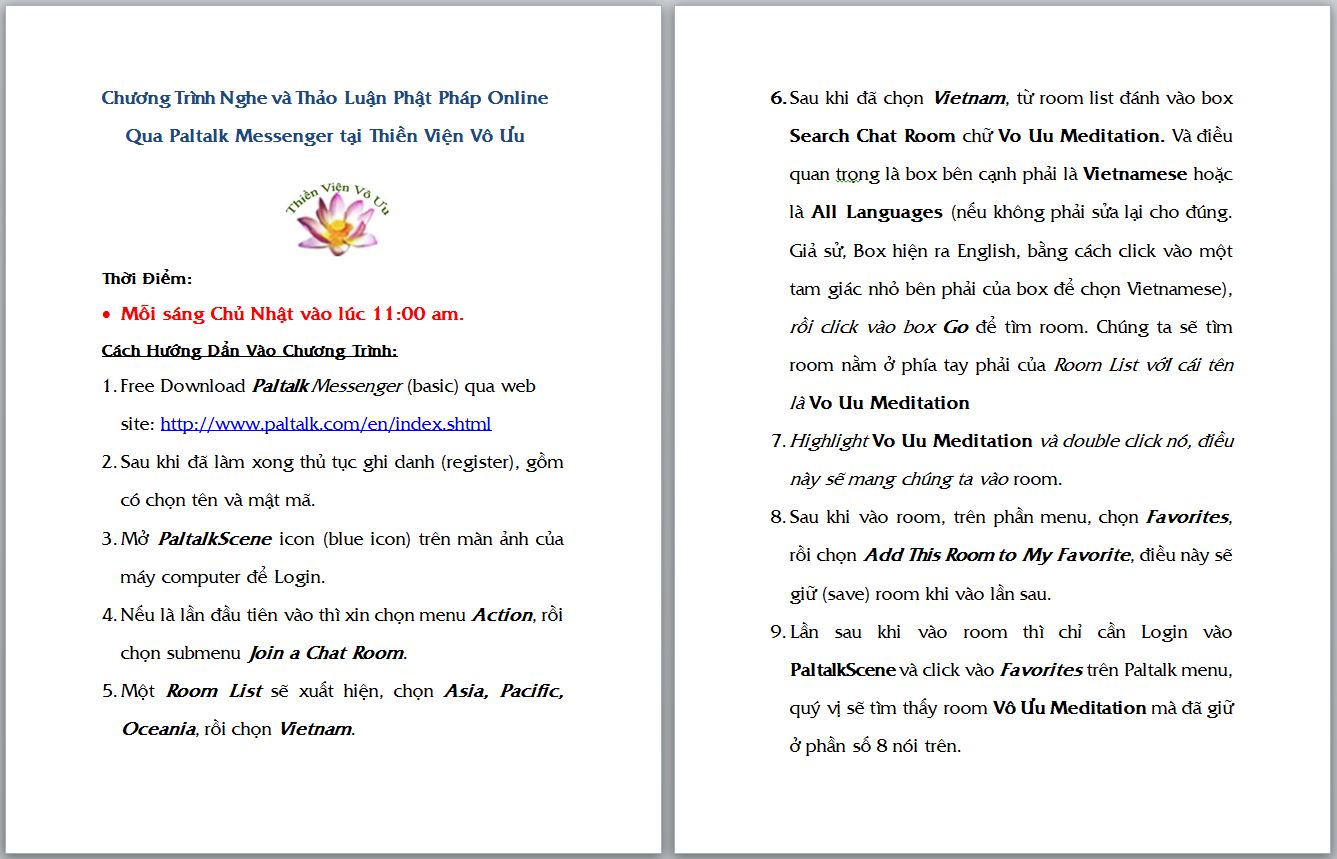 Chương Trình Nghe và Thảo Luận Phật Pháp Online
Qua Paltalk Messenger tại Thiền Viện Vô Ưu
Thiền Viện Vô Ưu
Thời Điểm:
• Mỗi sáng Chủ Nhật vào lúc 11:00 am.
Cách Hướng Dẩn Vào Chương Trình:
1. Free Download Paltalk Messenger (basic) qua web
site: http://www.paltalk.com/en/index.shtml
2. Sau khi đã làm xong thủ tục ghi danh (register), gồm
có chọn tên và mật mã.
3. Mở PaltalkScene icon (blue icon) trên màn ảnh của
máy computer để Login.
4. Nếu là lần đầu tiên vào thì xin chọn menu Action, rồi
chọn submenu Join a Chat Room.
5. Một Room List sẽ xuất hiện, chọn Asia, Pacific,
Oceania, rồi chọn Vietnam.
6. Sau khi đã chọn Vietnam, từ room list đánh vào box
Search Chat Room chữ Vo Uu Meditation. Và điều
quan trọng là box bên cạnh phải là Vietnamese hoặc
là All Languages (nếu không phải sửa lại cho đúng.
Giả sử, Box hiện ra English, bằng cách click vào một
tam giác nhỏ bên phải của box để chọn Vietnamese),
rồi click vào box Go để tìm room. Chúng ta sẽ tìm
room nằm ở phía tay phải của Room List vớI cái tên
là Vo Uu Meditation
7. Highlight Vo Uu Meditation và double click nó, điều
này sẽ mang chúng ta vào room.
8. Sau khi vào room, trên phần menu, chọn Favorites,
rồi chọn Add This Room to My Favorite, điều này sẽ
giữ (save) room khi vào lần sau.
9. Lần sau khi vào room thì chỉ cần Login vào
PaltalkScene và click vào Favorites trên Paltalk menu,
quý vị sẽ tìm thấy room Vô Ưu Meditation mà đã giữ
ở phần số 8 nói trên.